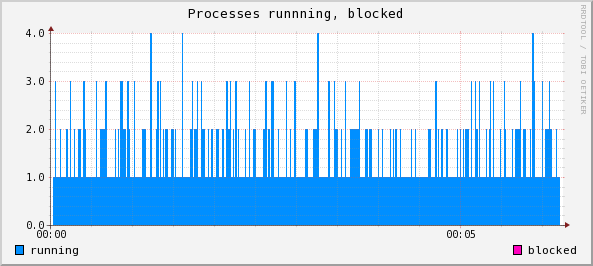 Processes runnning, blocked
RRDTOOL / TOBI OETIKER
4.0
3.0
2.0
1.0
0.0
00:00 00:05
running blocked